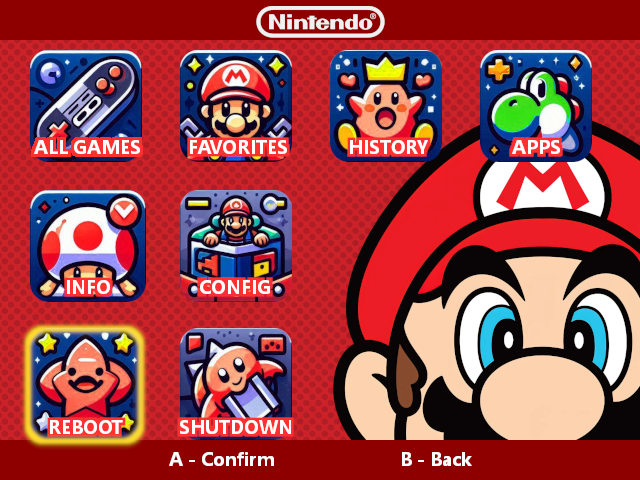 Nintendo®
ALL GAMES
FAVORITES
HISTORY
APPS
INFO
CONFIG
REBOOT
SHUTDOWN
A - Confirm
B - Back